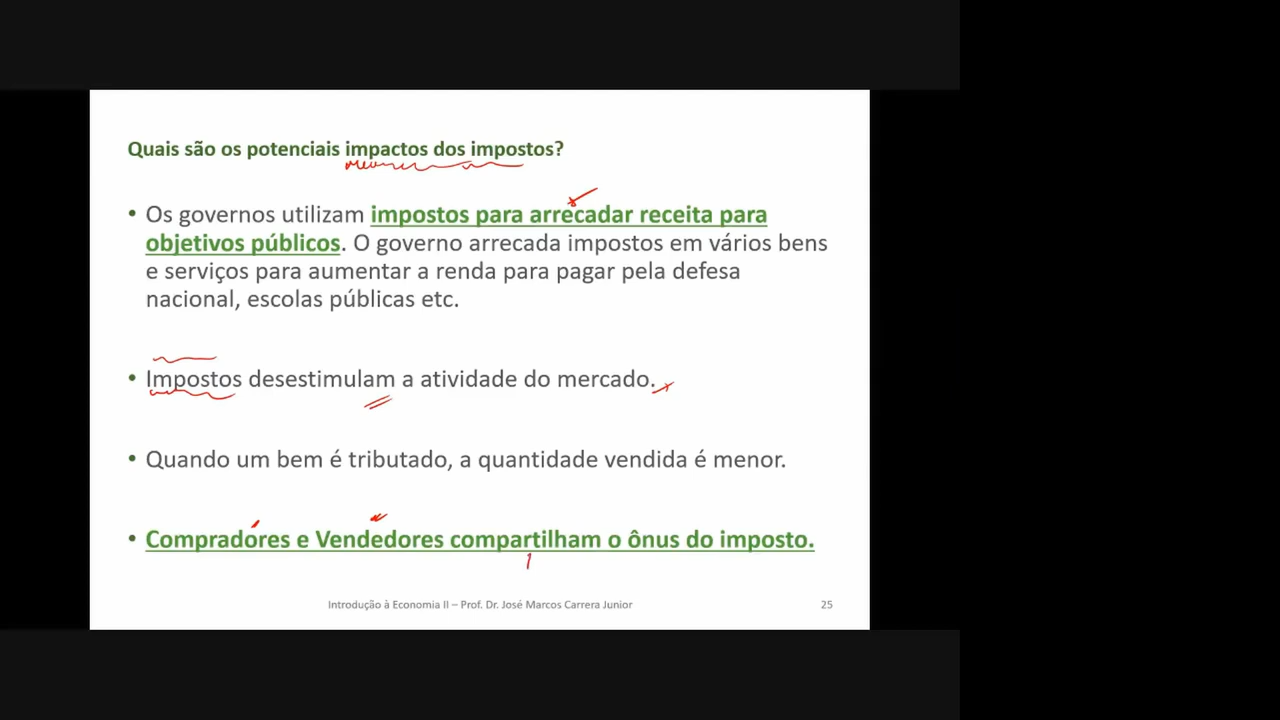 Quais são os potenciais impactos dos impostos?
• Os governos utilizam impostos para arrecadar receita para
objetivos públicos. O governo arrecada impostos em vários bens
e serviços para aumentar a renda para pagar pela defesa
nacional, escolas públicas etc.
• Impostos desestimulam a atividade do mercado.
• Quando um bem é tributado, a quantidade vendida é menor.
• Compradores e Vendedores compartilham o ônus do imposto.
Introdução à Economia II – Prof. Dr. José Marcos Carrera Junior 25